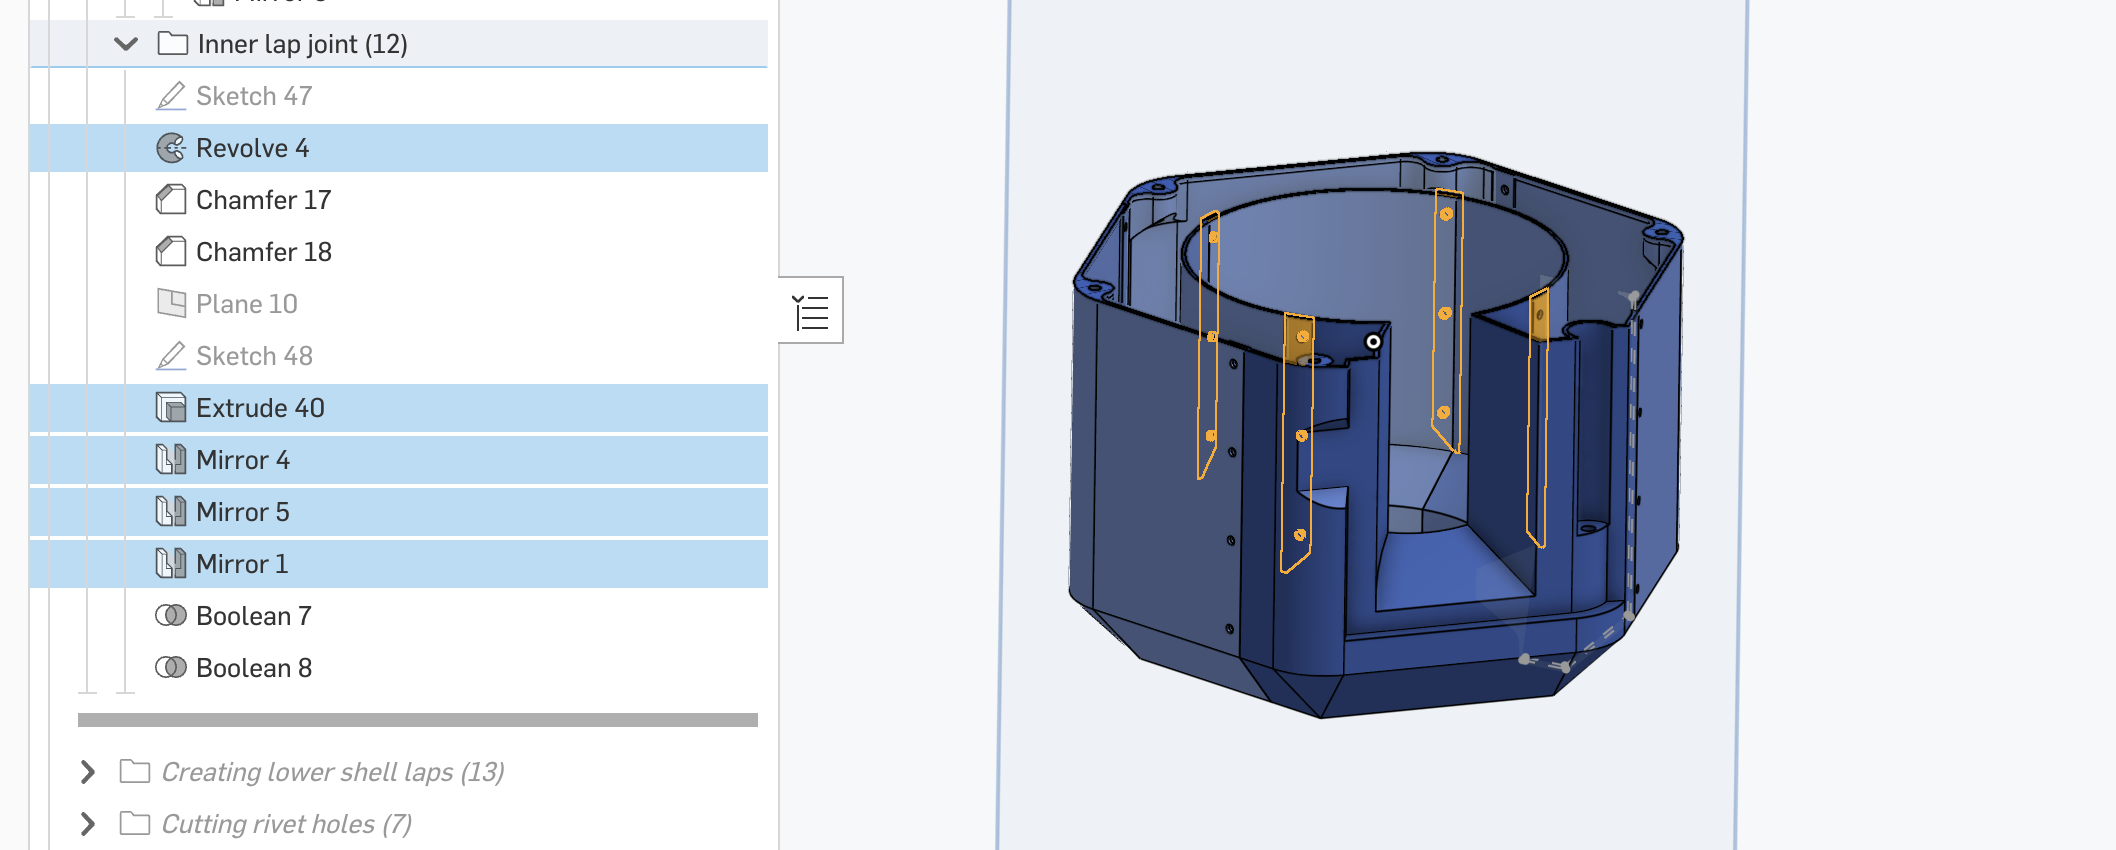 Inner lap joint (12)
Sketch 47
Revolve 4
Chamfer 17
Chamfer 18
Plane 10
Sketch 48
Extrude 40
Mirror 4
Mirror 5
Mirror 1
Boolean 7
Boolean 8
Creating lower shell laps (13)
Cutting rivet holes (7)